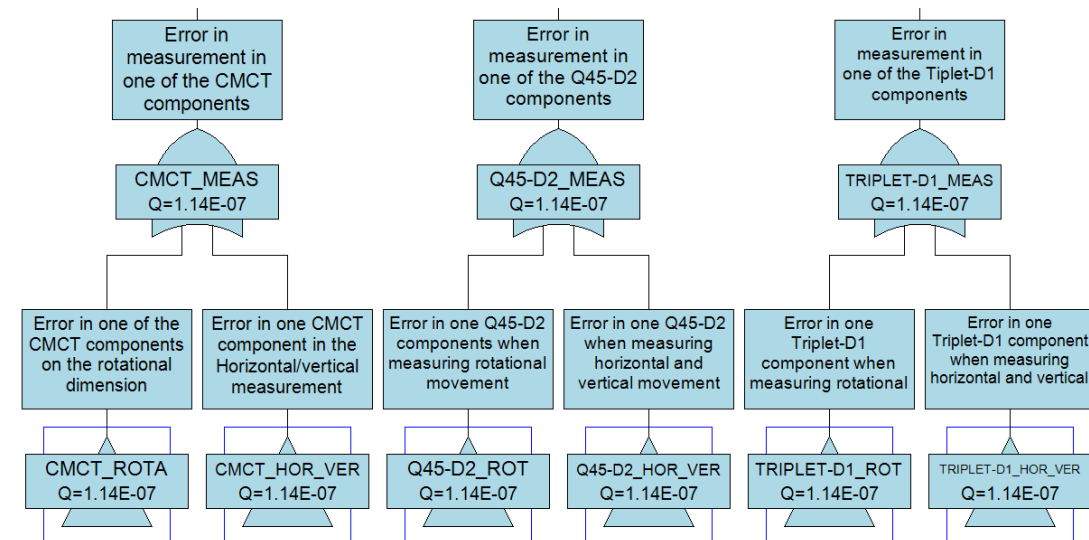 Error in
measurement in
one of the CMCT
components
Error in
measurement in
one of the Q45-D2
components
Error in
measurement in
one of the Tiplet-D1
components
CMCT_MEAS
Q=1.14E-07
Q45-D2_MEAS
Q=1.14E-07
TRIPLET-D1_MEAS
Q=1.14E-07
Error in one of the
CMCT components
on the rotational
dimension
Error in one CMCT
component in the
Horizontal/vertical
measurement
Error in one Q45-D2
components when
measuring rotational
movement
Error in one Q45-D2
when measuring
horizontal and
vertical movement
Error in one
Triplet-D1
component when
measuring rotational
Error in one
Triplet-D1 component
when measuring
horizontal and vertical
CMCT_ROTA
Q=1.14E-07
CMCT_HOR_VER
Q=1.14E-07
Q45-D2_ROT
Q=1.14E-07
Q45-D2_HOR_VER
Q=1.14E-07
TRIPLET-D1_ROT
Q=1.14E-07
TRIPLET-D1_HOR_VER
Q=1.14E-07